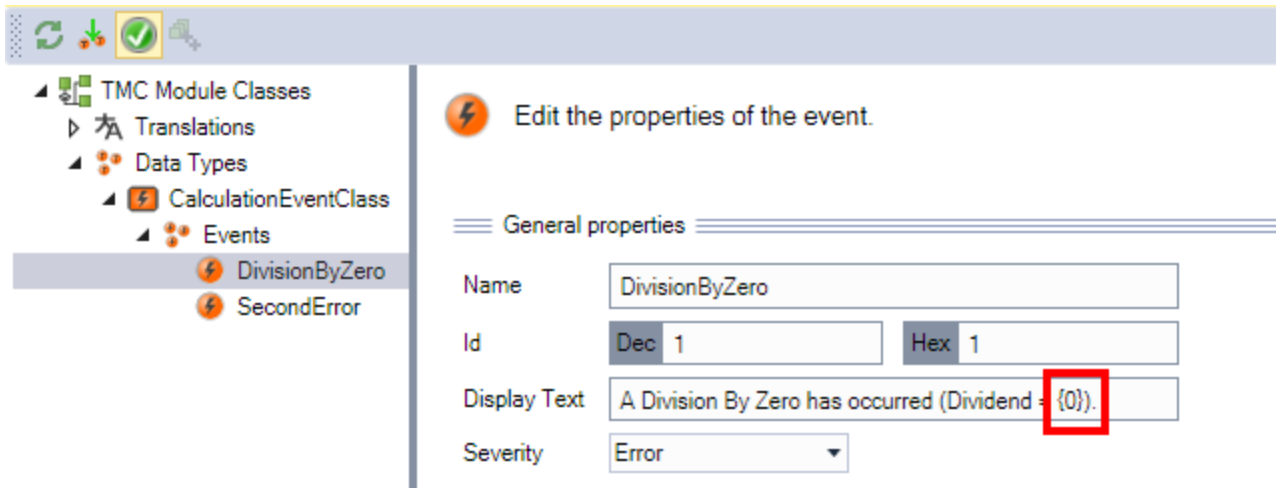 TMC Module Classes
Translations
Data Types
CalculationEventClass
Events
DivisionByZero
SecondError
Edit the properties of the event.
General properties
Name DivisionByZero
Id Dec 1 Hex 1
Display Text A Division By Zero has occurred (Dividend = {0}).
Severity Error